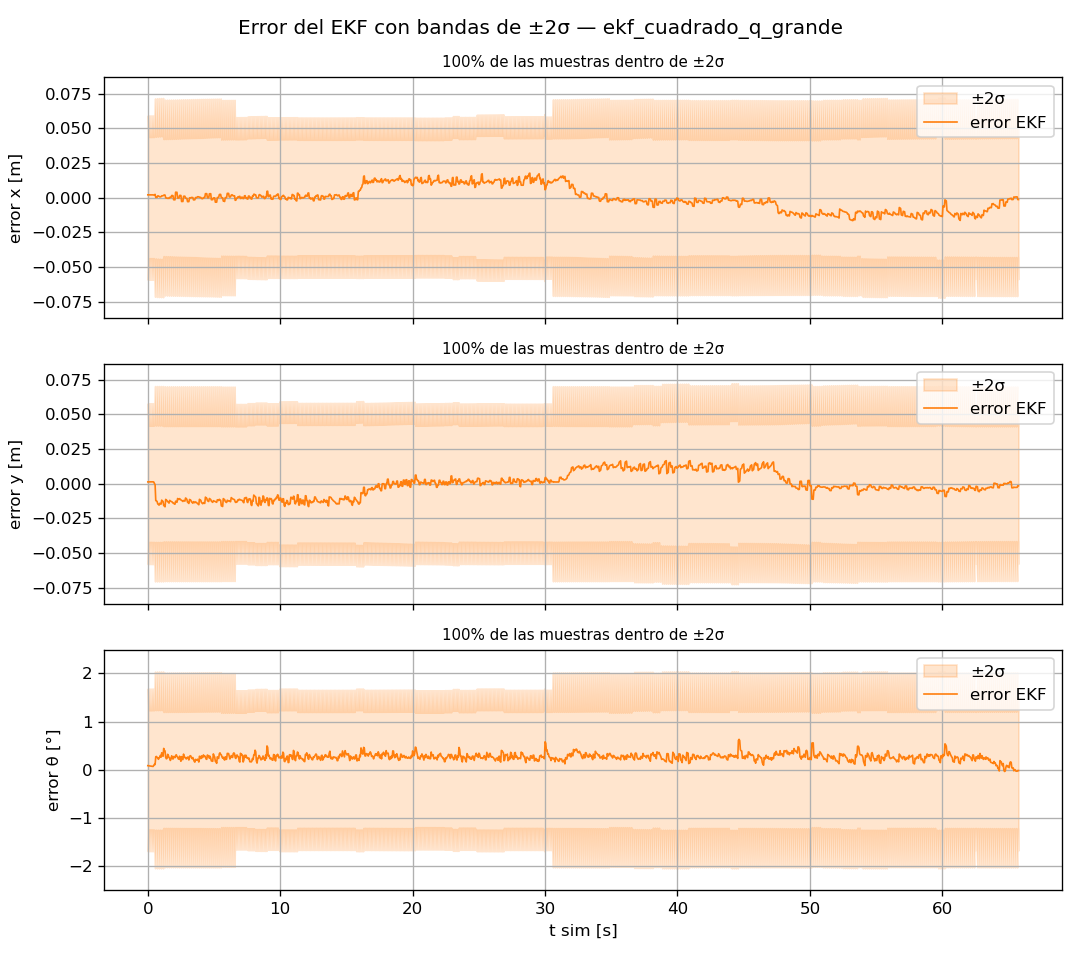 Error del EKF con bandas de ±2σ — ekf_cuadrado_q_grande
100% de las muestras dentro de ±2σ
error x [m]
0.075
0.050
0.025
0.000
−0.025
−0.050
−0.075
±2σ
error EKF
100% de las muestras dentro de ±2σ
error y [m]
0.075
0.050
0.025
0.000
−0.025
−0.050
−0.075
±2σ
error EKF
100% de las muestras dentro de ±2σ
error θ [°]
2
1
0
−1
−2
±2σ
error EKF
0 10 20 30 40 50 60
t sim [s]